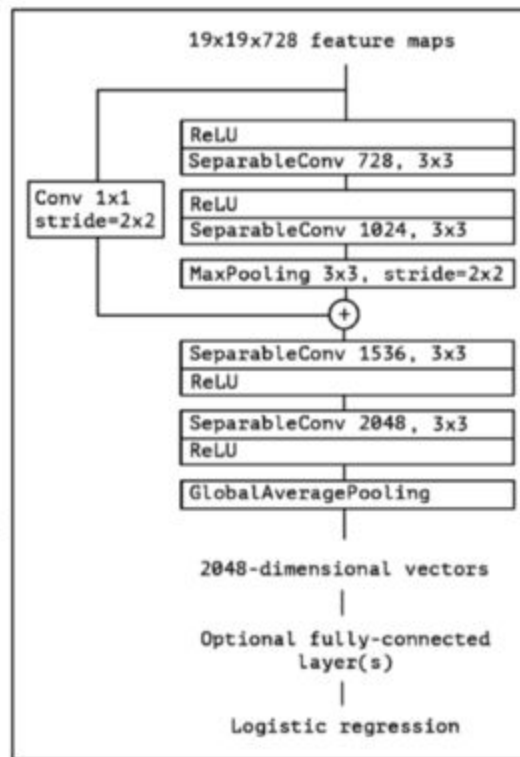 19x19x728 feature maps
ReLU
SeparableConv 728, 3x3
Conv 1x1
stride=2x2
ReLU
SeparableConv 1024, 3x3
MaxPooling 3x3, stride=2x2
+
SeparableConv 1536, 3x3
ReLU
SeparableConv 2048, 3x3
ReLU
GlobalAveragePooling
2048-dimensional vectors
Optional fully-connected
layer(s)
Logistic regression